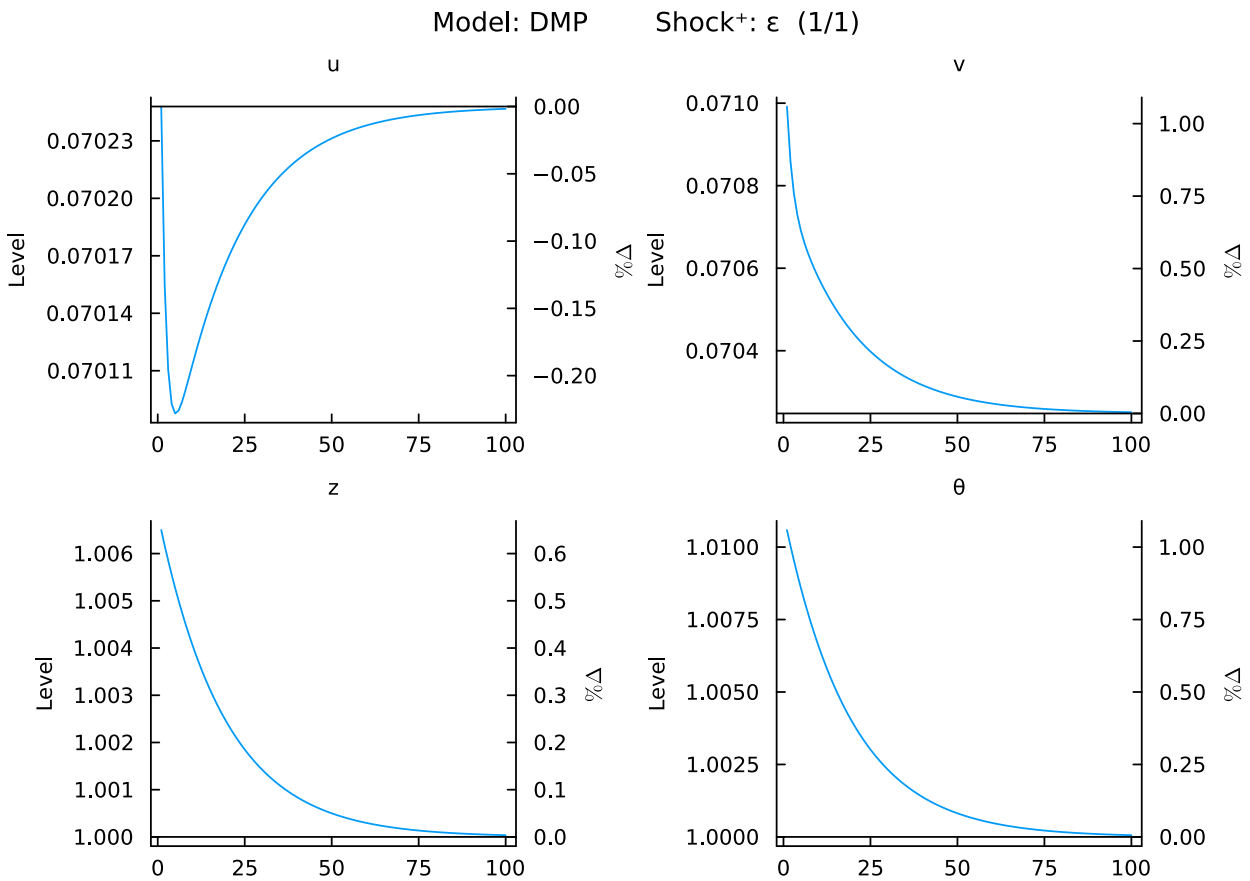 Model: DMP Shock⁺: ε (1/1)
u
Level
0.07023
0.07020
0.07017
0.07014
0.07011
0.00
−0.05
−0.10
−0.15
−0.20
%Δ
0 25 50 75 100
v
Level
0.0710
0.0708
0.0706
0.0704
1.00
0.75
0.50
0.25
0.00
%Δ
0 25 50 75 100
z
Level
1.006
1.005
1.004
1.003
1.002
1.001
1.000
0.6
0.5
0.4
0.3
0.2
0.1
0.0
%Δ
0 25 50 75 100
θ
Level
1.0100
1.0075
1.0050
1.0025
1.0000
1.00
0.75
0.50
0.25
0.00
%Δ
0 25 50 75 100